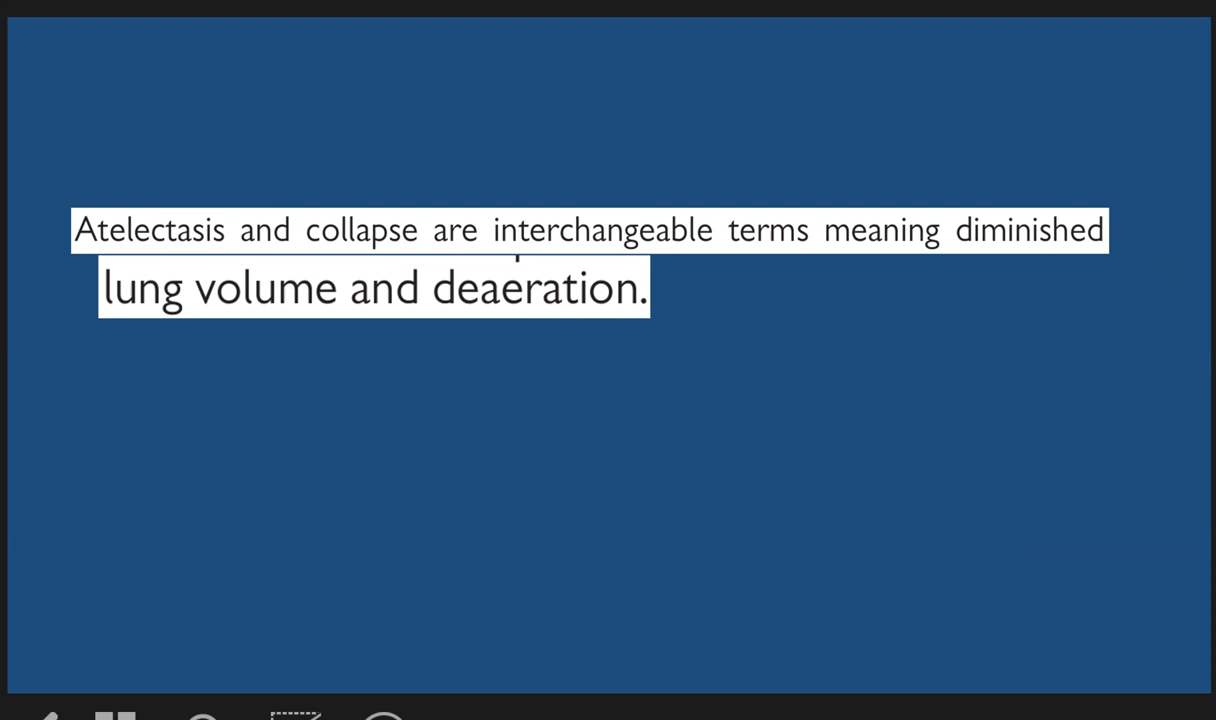 Atelectasis and collapse are interchangeable terms meaning diminished
lung volume and deaeration.